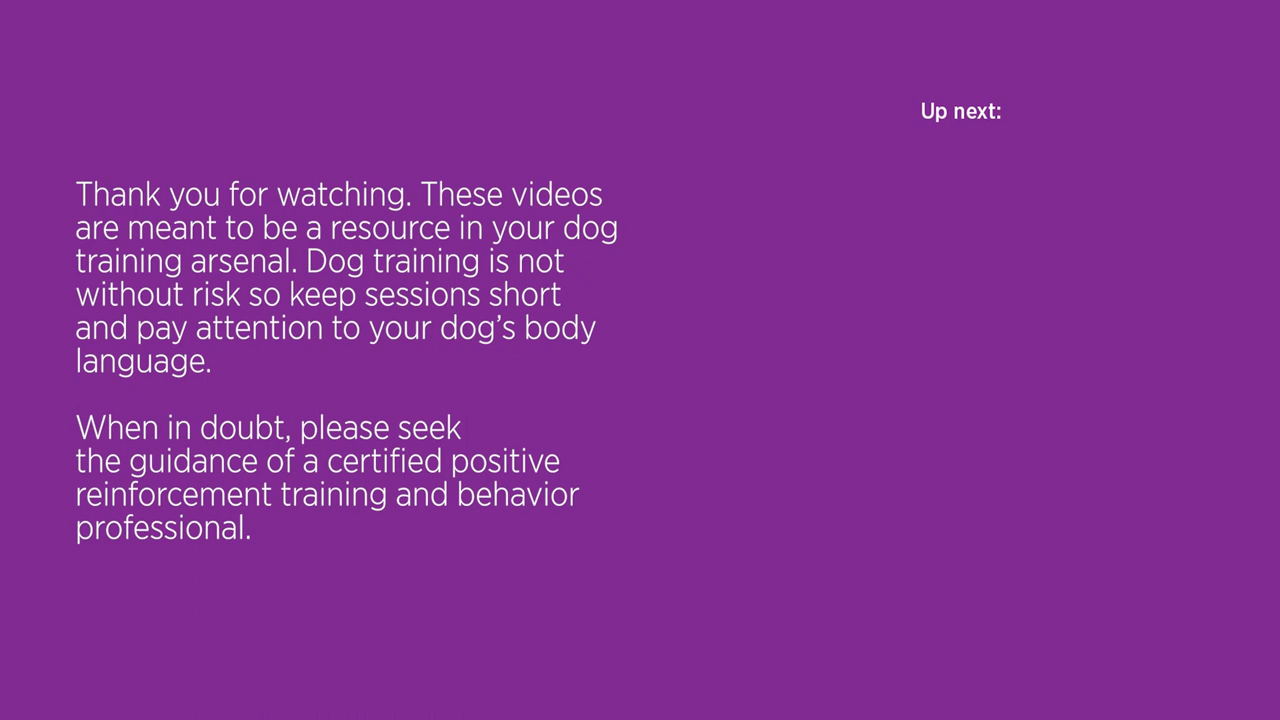 Up next:
Thank you for watching. These videos
are meant to be a resource in your dog
training arsenal. Dog training is not
without risk so keep sessions short
and pay attention to your dog’s body
language.
When in doubt, please seek
the guidance of a certified positive
reinforcement training and behavior
professional.